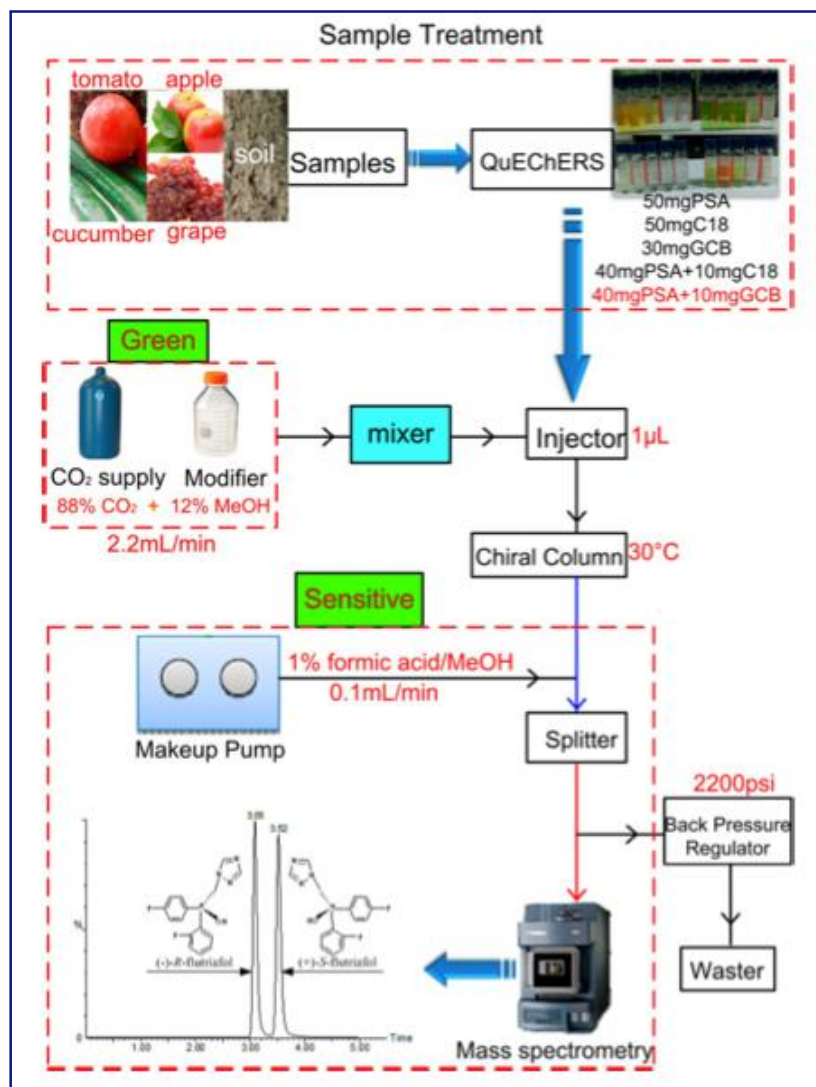 Sample Treatment
tomato
apple
soil
cucumber
grape
Samples
QuEChERS
50mgPSA
50mgC18
30mgGCB
40mgPSA+10mgC18
40mgPSA+10mgGCB
Green
CO₂ supply
Modifier
88% CO₂ + 12% MeOH
2.2mL/min
mixer
Injector
1μL
Chiral Column
30°C
Sensitive
1% formic acid/MeOH
0.1mL/min
Makeup Pump
Splitter
2200psi
Back Pressure
Regulator
Waster
3.52
%
(-)-R-flutriafol
(+)-S-flutriafol
0
1.00
2.00
3.00
4.00
5.00
Time
Mass spectrometry